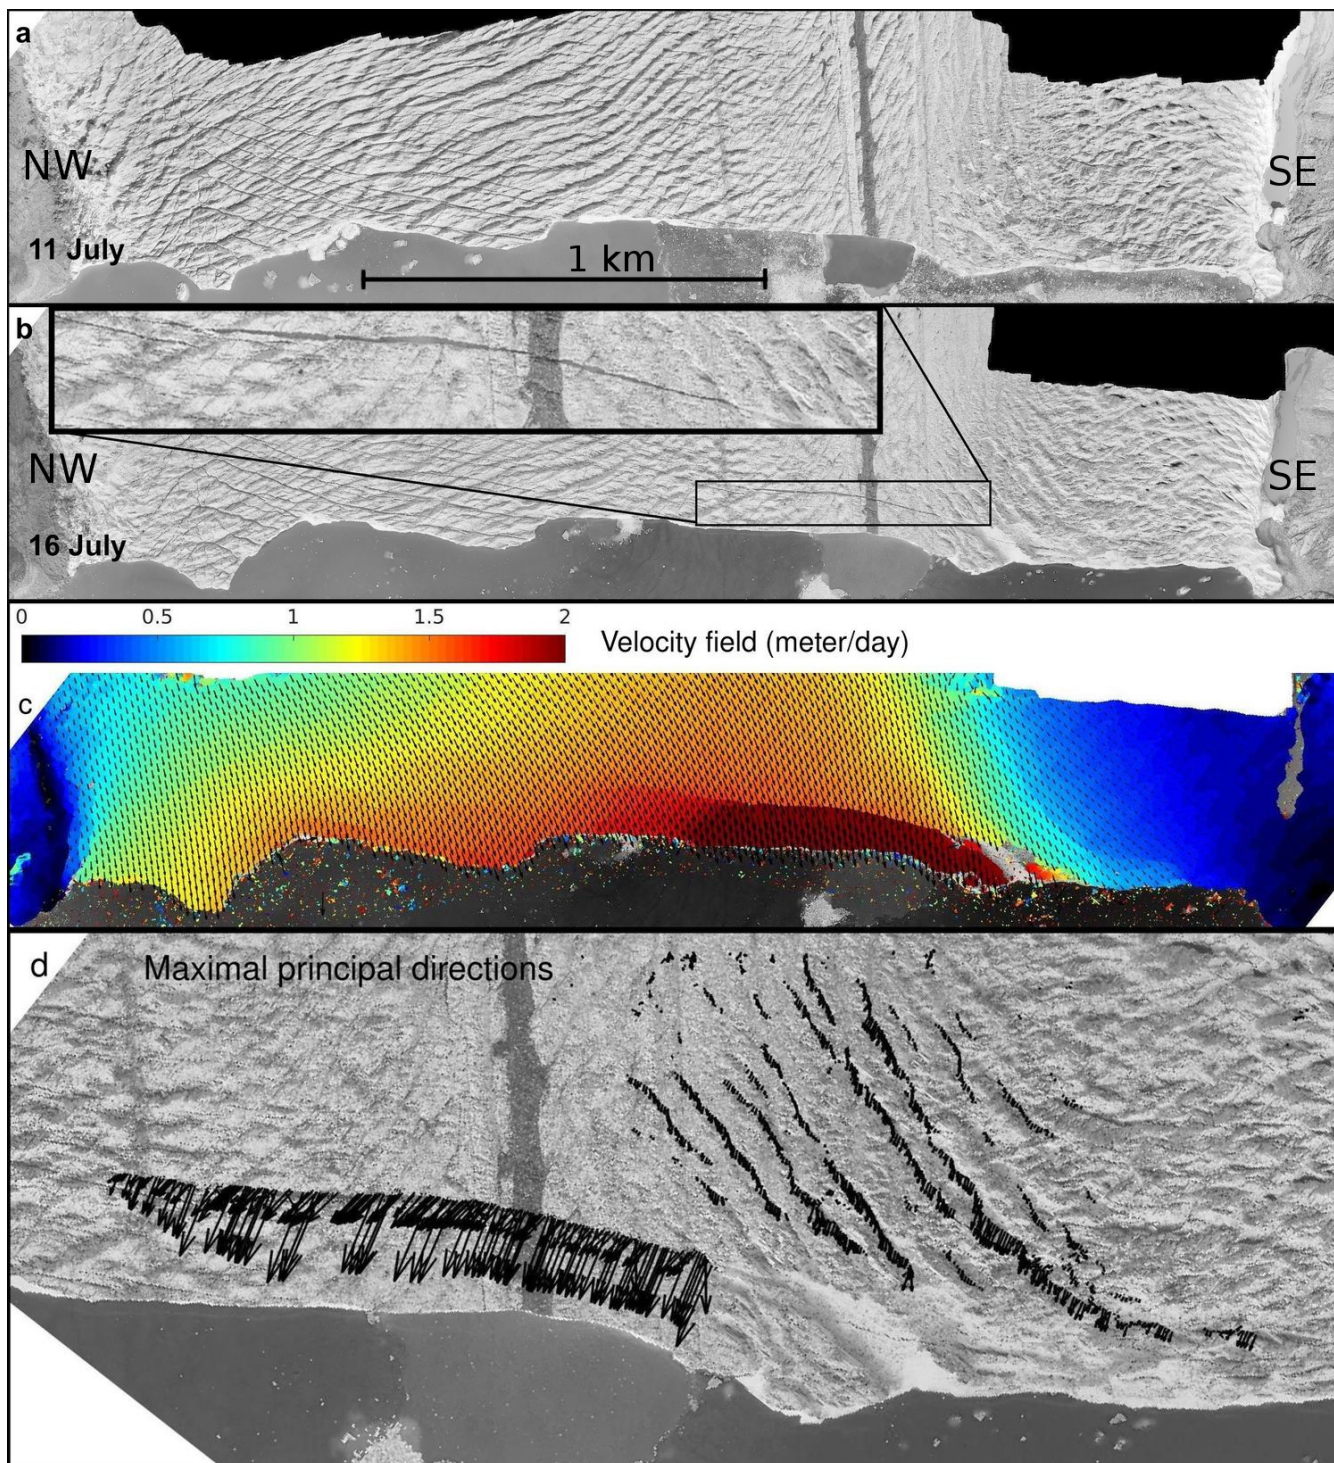 a
NW
SE
11 July
1 km
b
NW
SE
16 July
0 0.5 1 1.5 2
Velocity field (meter/day)
c
d
Maximal principal directions